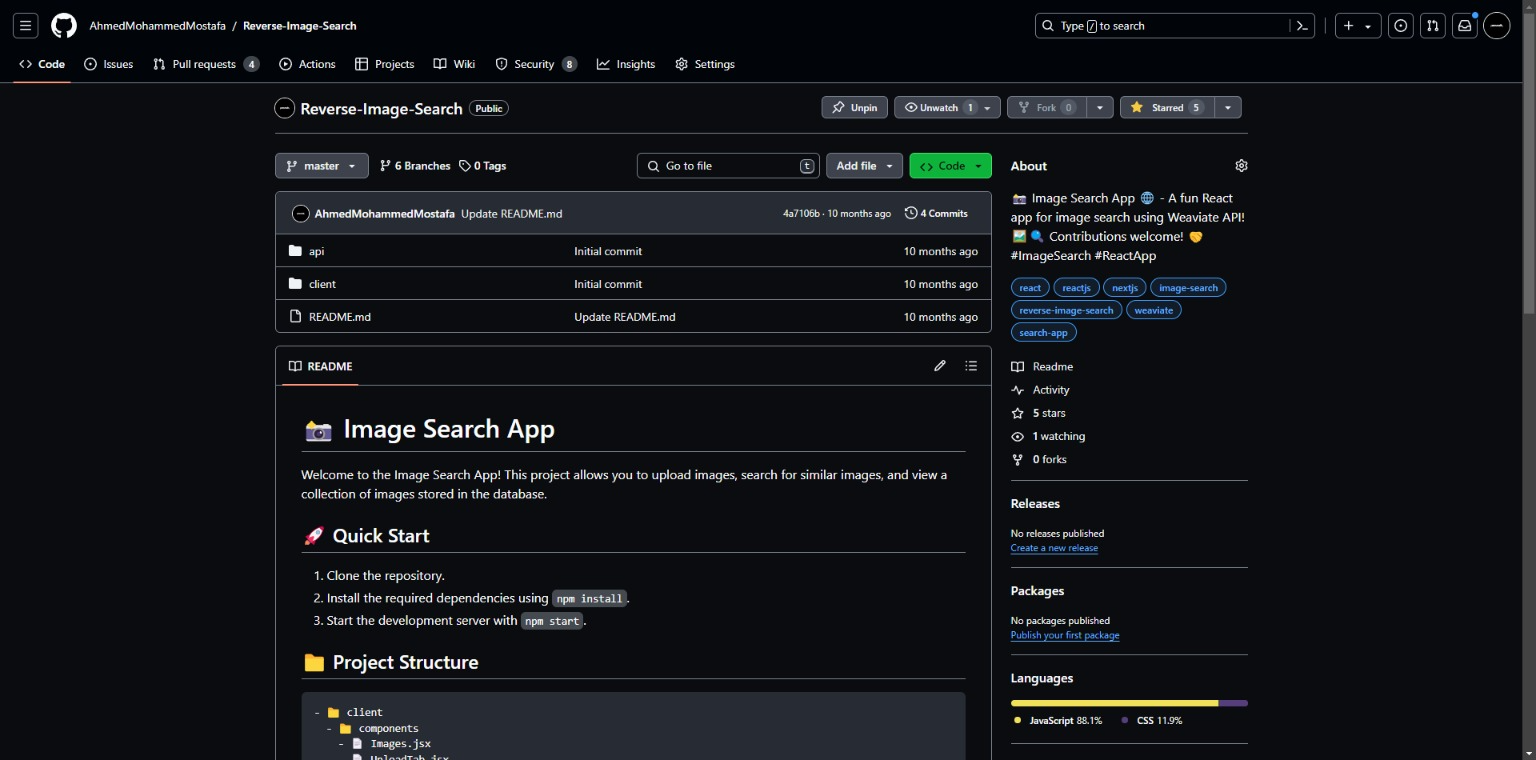 AhmedMohammedMostafa / Reverse-Image-Search
Type / to search
Code Issues Pull requests 4 Actions Projects Wiki Security 8 Insights Settings
Reverse-Image-Search Public
Unpin Unwatch 1 Fork 0 Starred 5
master 6 Branches 0 Tags Go to file t Add file Code
AhmedMohammedMostafa Update README.md 4a7106b · 10 months ago 4 Commits
api Initial commit 10 months ago
client Initial commit 10 months ago
README.md Update README.md 10 months ago
README
📸 Image Search App
Welcome to the Image Search App! This project allows you to upload images, search for similar images, and view a
collection of images stored in the database.
🚀 Quick Start
1. Clone the repository.
2. Install the required dependencies using npm install.
3. Start the development server with npm start.
📁 Project Structure
- 📁 client
- 📁 components
- 📄 Images.jsx
UploadTab.jsx
About
📸 Image Search App 🌐 - A fun React
app for image search using Weaviate API!
🖼️🔍 Contributions welcome! 🤝
#ImageSearch #ReactApp
react reactjs nextjs image-search
reverse-image-search weaviate
search-app
Readme
Activity
5 stars
1 watching
0 forks
Releases
No releases published
Create a new release
Packages
No packages published
Publish your first package
Languages
JavaScript 88.1% CSS 11.9%